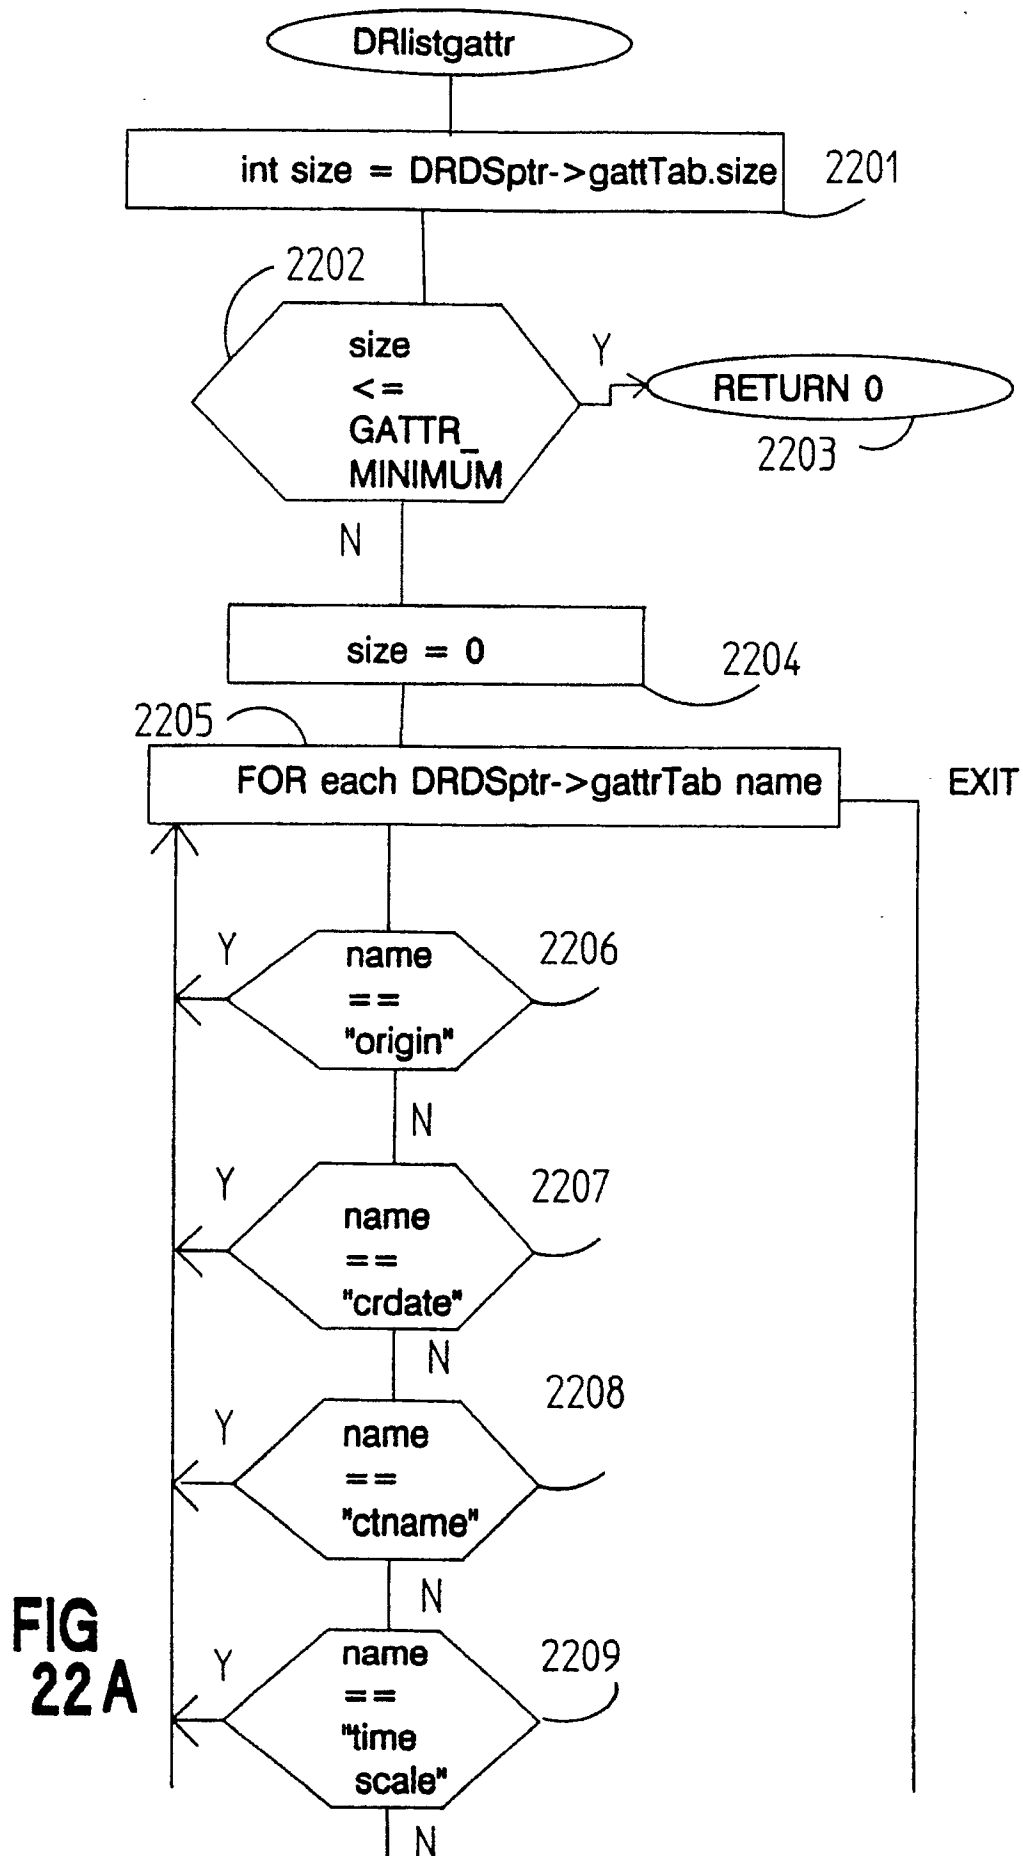 DRlistgattr
int size = DRDSptr->gattTab.size
2201
2202
size
<=
GATTR_
MINIMUM
Y
RETURN 0
2203
N
size = 0
2204
2205
FOR each DRDSptr->gattrTab name
EXIT
Y
name
==
"origin"
2206
N
Y
name
==
"crdate"
2207
N
Y
name
==
"ctname"
2208
N
Y
name
==
"time
scale"
2209
N
FIG
22A